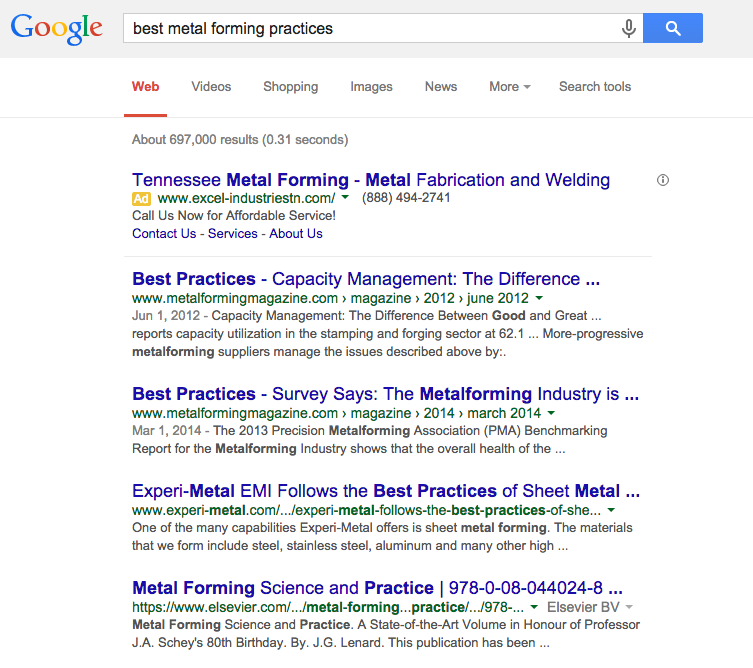 Google
best metal forming practices
Web Videos Shopping Images News More Search tools
About 697,000 results (0.31 seconds)
Tennessee Metal Forming - Metal Fabrication and Welding
Ad www.excel-industriestn.com/ (888) 494-2741
Call Us Now for Affordable Service!
Contact Us - Services - About Us
Best Practices - Capacity Management: The Difference ...
www.metalformingmagazine.com › magazine › 2012 › june 2012
Jun 1, 2012 - Capacity Management: The Difference Between Good and Great ...
reports capacity utilization in the stamping and forging sector at 62.1 ... More-progressive
metalforming suppliers manage the issues described above by:.
Best Practices - Survey Says: The Metalforming Industry is ...
www.metalformingmagazine.com › magazine › 2014 › march 2014
Mar 1, 2014 - The 2013 Precision Metalforming Association (PMA) Benchmarking
Report for the Metalforming Industry shows that the overall health of the ...
Experi-Metal EMI Follows the Best Practices of Sheet Metal ...
www.experi-metal.com/.../experi-metal-follows-the-best-practices-of-she...
One of the many capabilities Experi-Metal offers is sheet metal forming. The materials
that we form include steel, stainless steel, aluminum and many other high ...
Metal Forming Science and Practice | 978-0-08-044024-8 ...
https://www.elsevier.com/.../metal-forming...practice/.../978-... Elsevier BV
Metal Forming Science and Practice. A State-of-the-Art Volume in Honour of Professor
J.A. Schey's 80th Birthday. By. J.G. Lenard. This publication has been ...